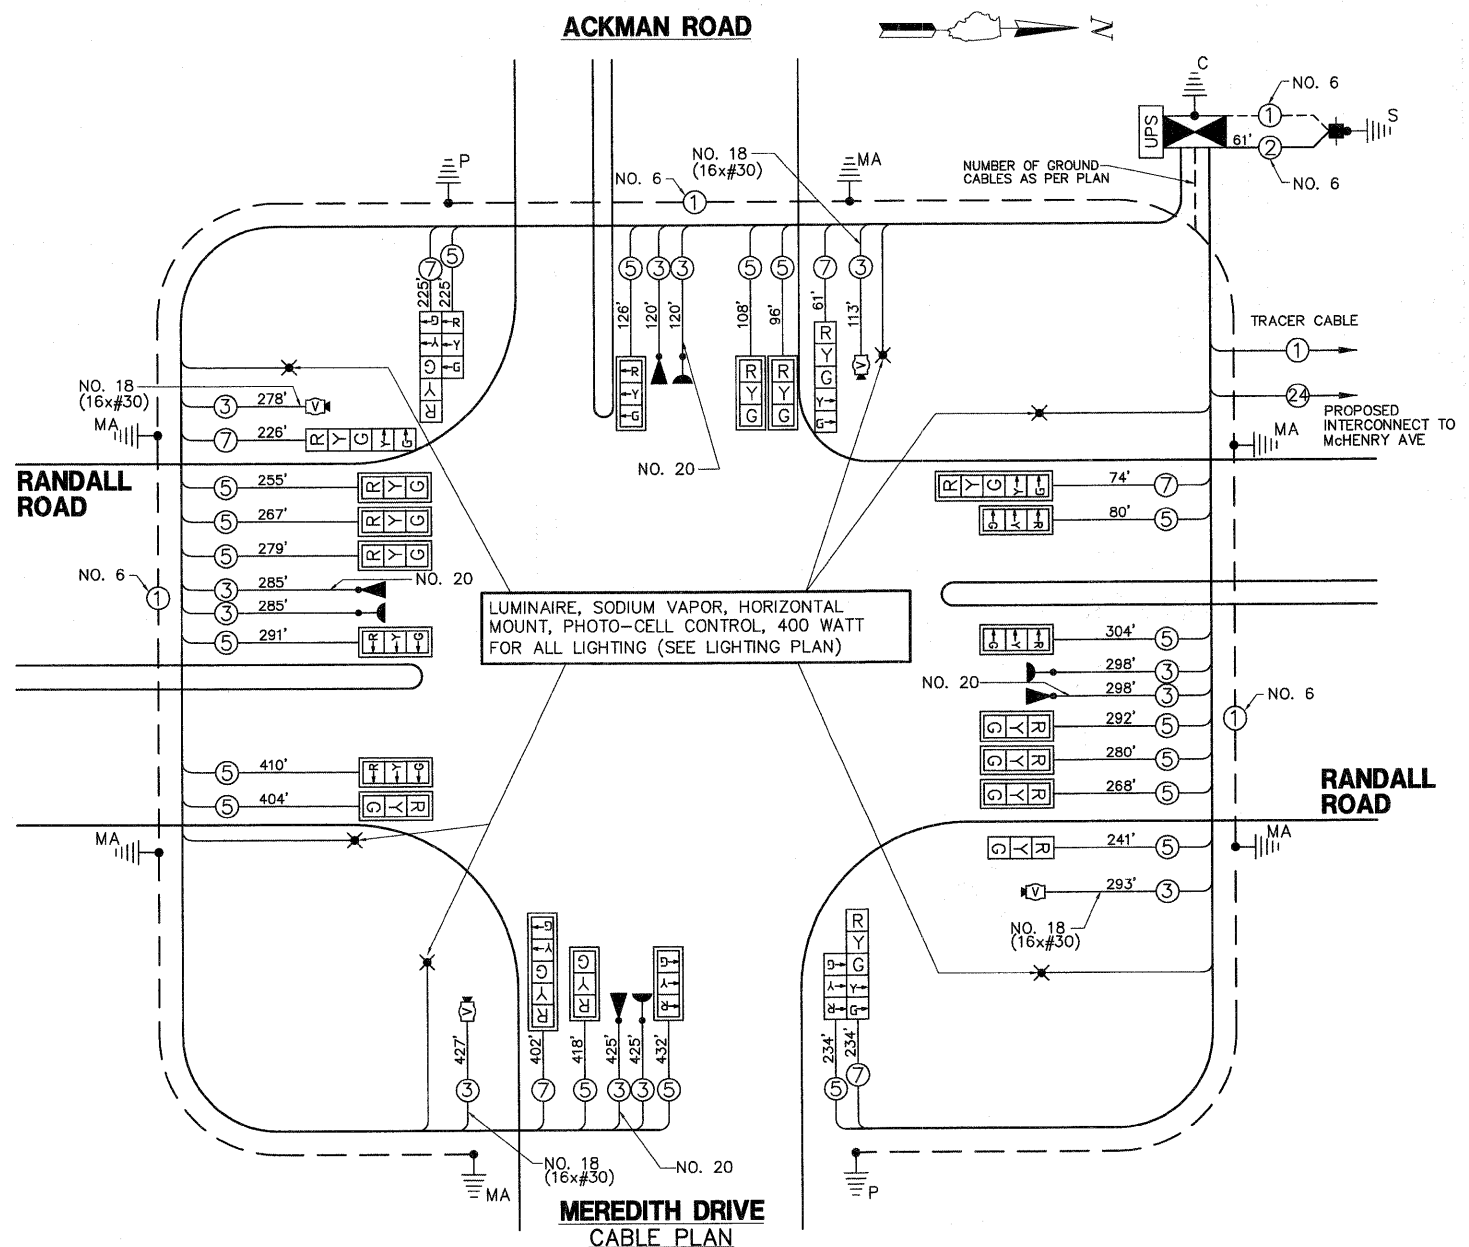 ACKMAN ROAD
N
C
NO. 6
1
S
UPS
61'
2
NO. 6
NUMBER OF GROUND
CABLES AS PER PLAN
P
NO. 6
1
NO. 18
(16x#30)
MA
7
5
225'
225'
G Y G Y R
R Y G
5
3
3
5
5
7
3
126'
120'
120'
108'
96'
61'
113'
R Y G
R Y G
R Y G
R Y G Y G
V
NO. 20
TRACER CABLE
1
24
PROPOSED
INTERCONNECT TO
McHENRY AVE
MA
NO. 18
(16x#30)
3 278' V
MA
7 226' R Y G Y G
RANDALL
ROAD
5 255' R Y G
5 267' R Y G
5 279' R Y G
NO. 6
1
3 285' NO. 20
3 285'
5 291' R Y G
R Y G Y G 74' 7
G Y R 80' 5
LUMINAIRE, SODIUM VAPOR, HORIZONTAL
MOUNT, PHOTO-CELL CONTROL, 400 WATT
FOR ALL LIGHTING (SEE LIGHTING PLAN)
G Y R 304' 5
298' 3
NO. 20 298' 3
G Y R 292' 5
G Y R 280' 5
G Y R 268' 5
NO. 6
1
RANDALL
ROAD
5 410' R Y G
5 404' G Y R
MA
G Y R 241' 5
MA
V 293' 3
NO. 18
(16x#30)
V
G Y G Y R
G Y R
G Y R
427'
402'
418'
425'
425'
432'
3
7
5
3
3
5
R Y G Y G
G Y R
234'
234'
5
7
NO. 18
(16x#30)
NO. 20
MA
P
MEREDITH DRIVE
CABLE PLAN